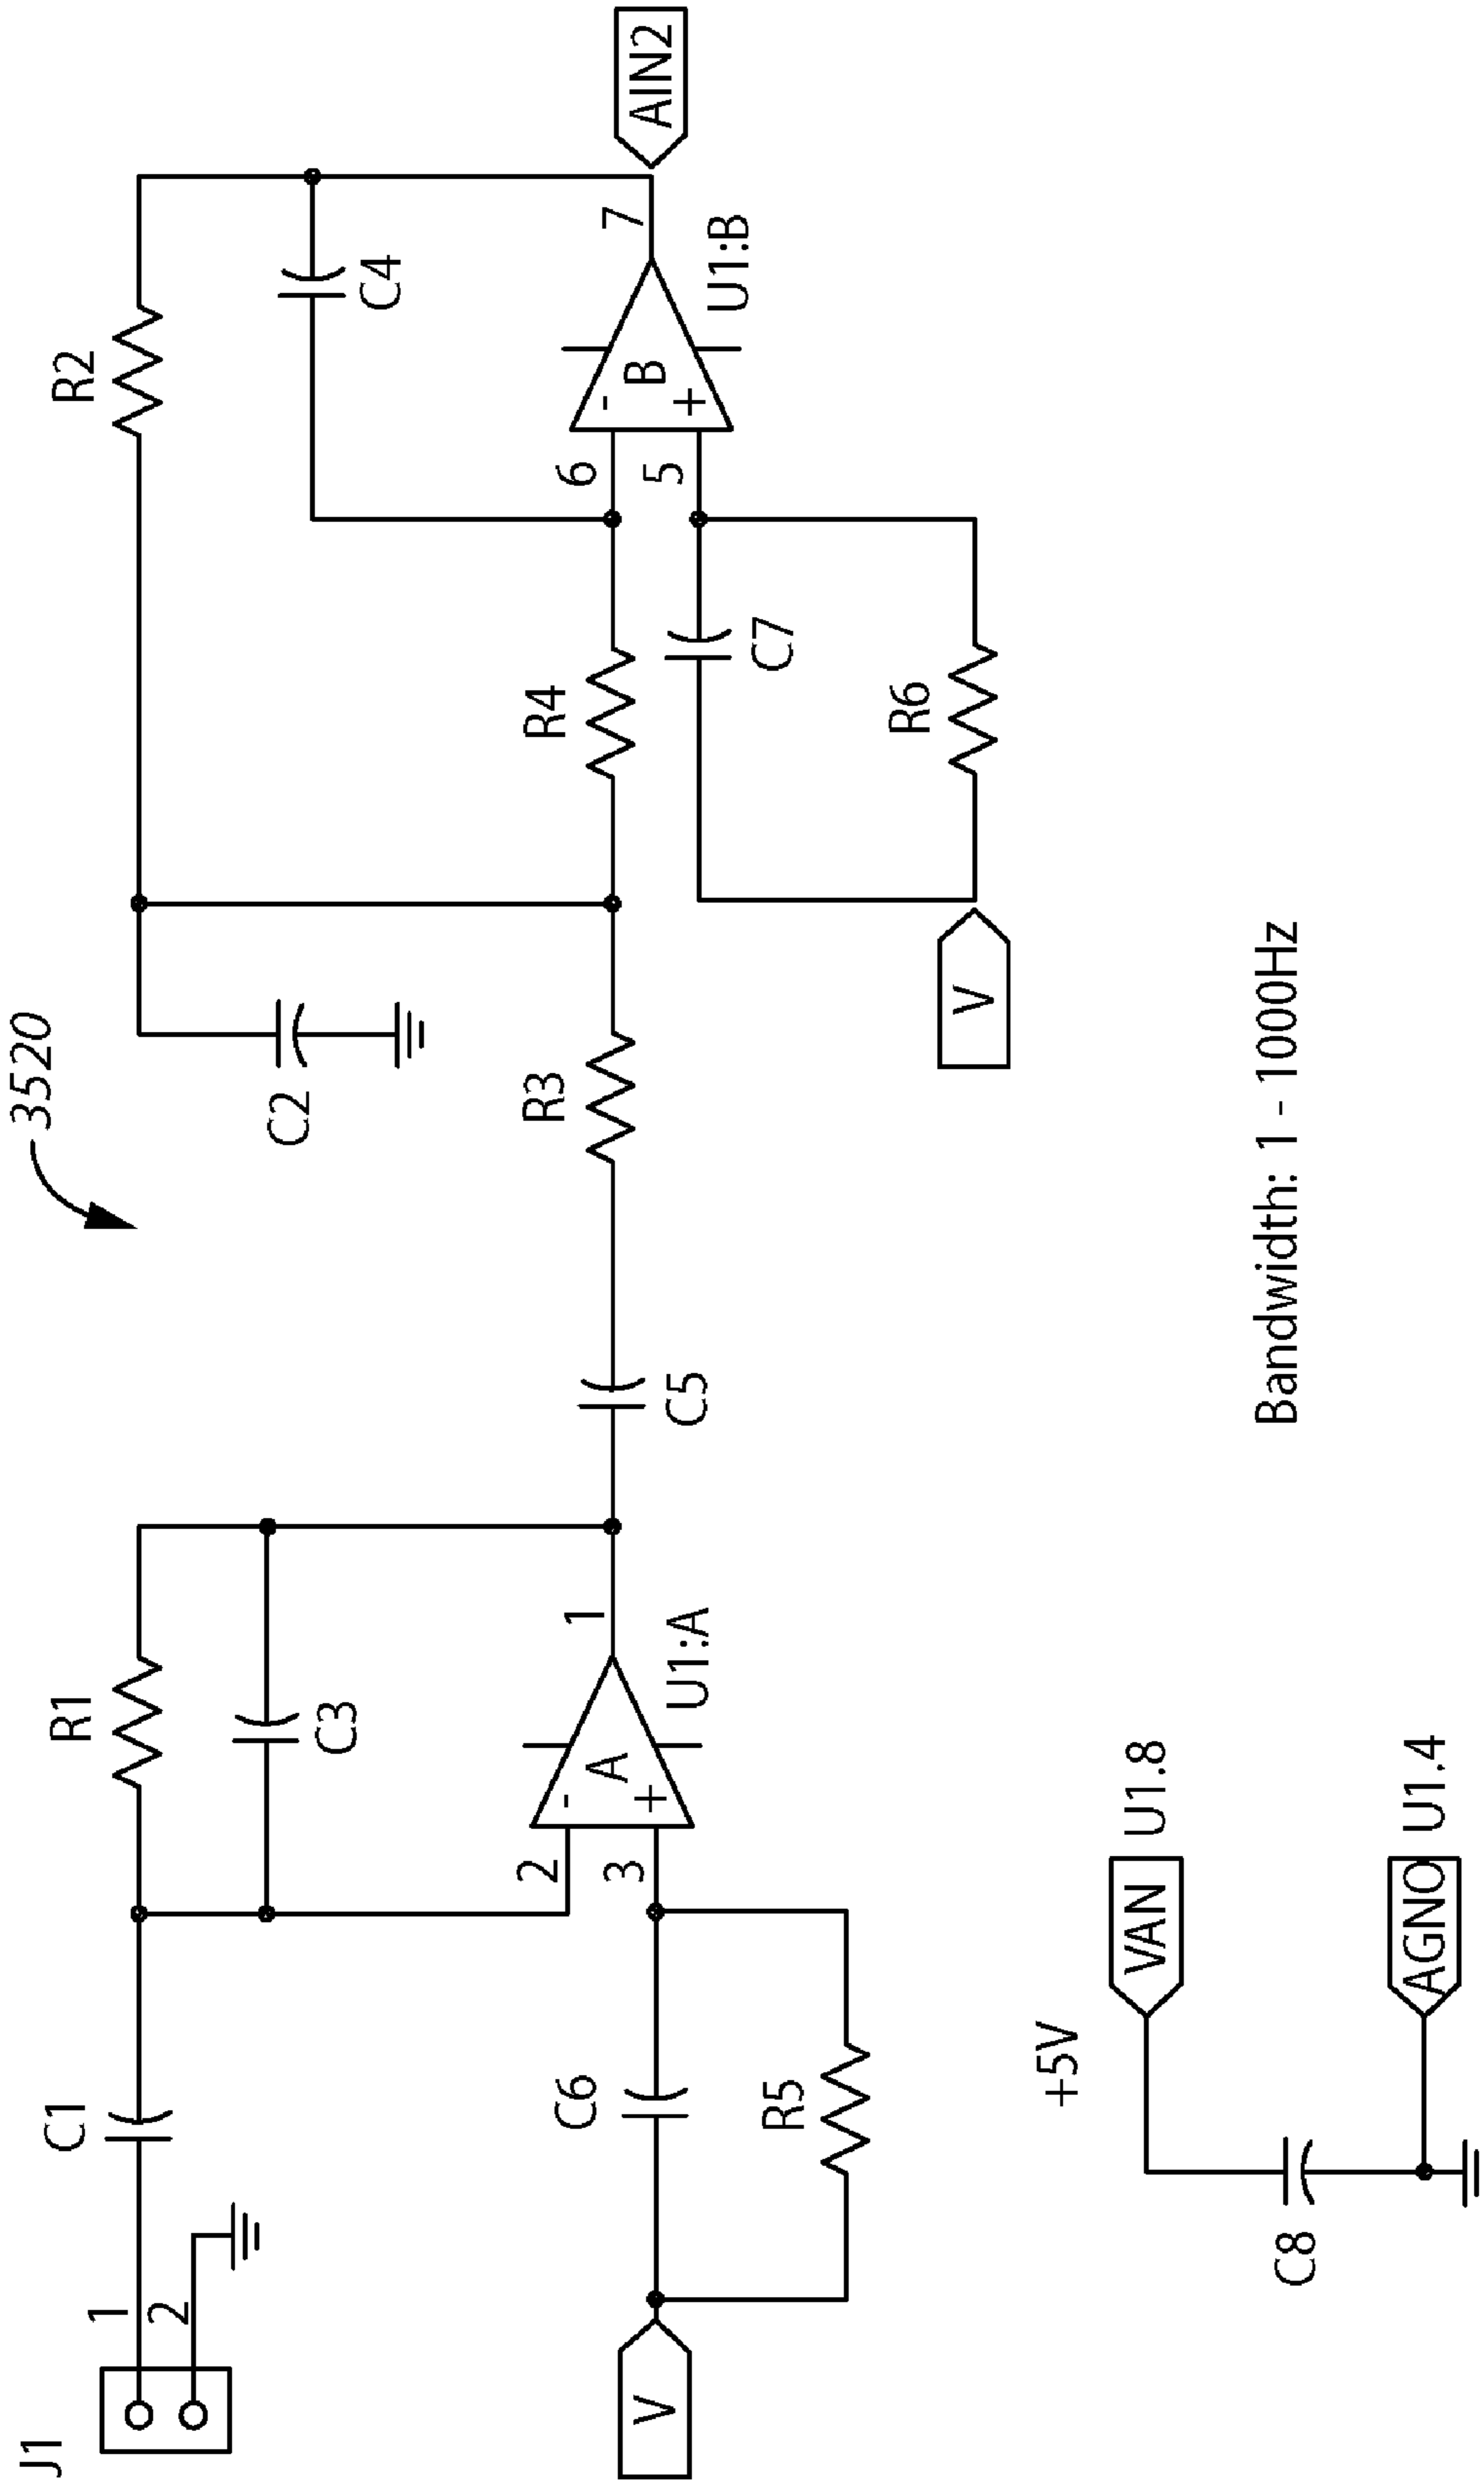 3520
J1
1
2
C1
R1
C3
2
3
A
-
+
1
U1:A
V
C6
R5
C5
R3
C2
R4
R2
C4
6
5
B
-
+
7
U1:B
AIN2
C7
R6
V
+5V
VAN
U1.8
C8
AGNO
U1.4
Bandwidth: 1 - 1000Hz